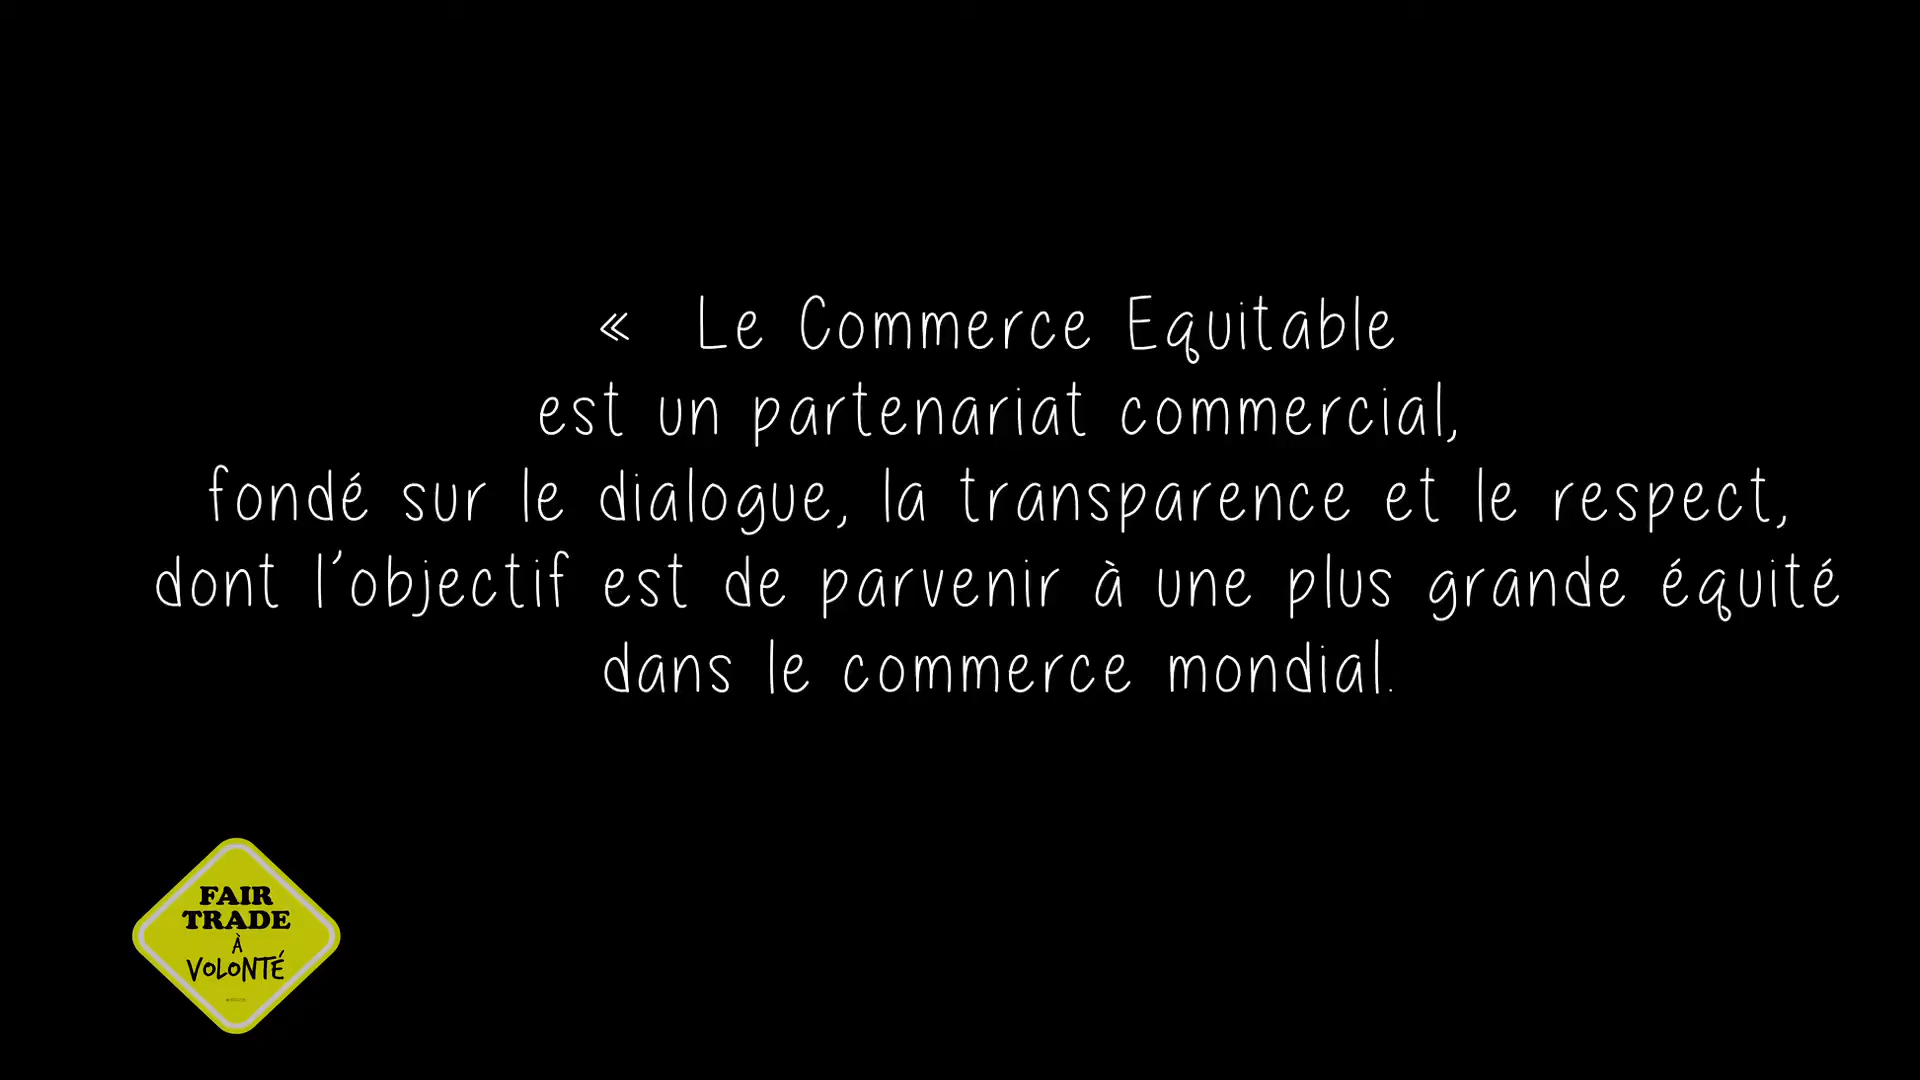 « Le Commerce Equitable
est un partenariat commercial,
fondé sur le dialogue, la transparence et le respect,
dont l'objectif est de parvenir à une plus grande équité
dans le commerce mondial.
FAIR
TRADE
À
VOLONTÉ